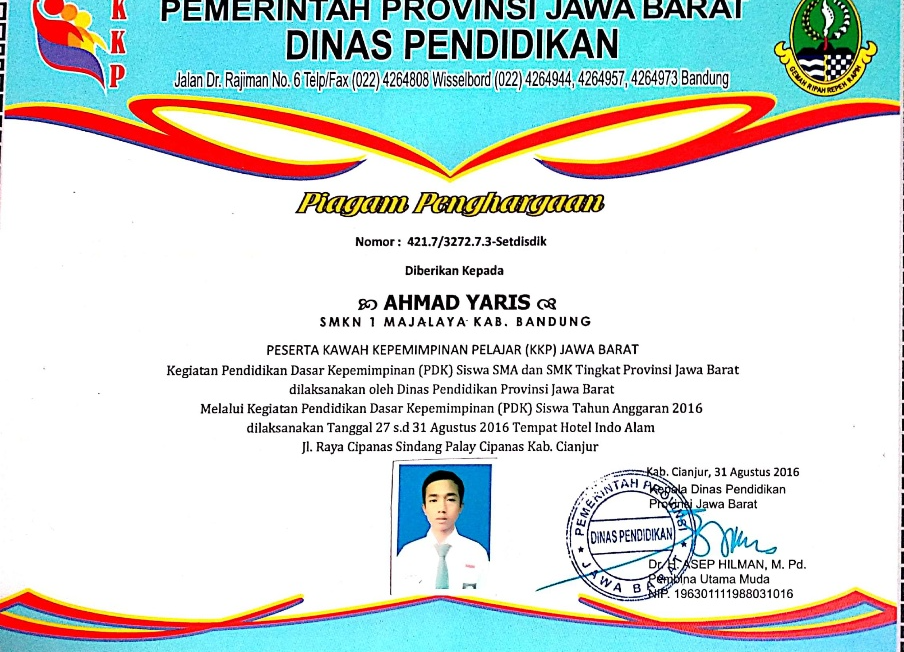 KKP
PEMERINTAH PROVINSI JAWA BARAT
DINAS PENDIDIKAN
Jalan Dr. Rajiman No. 6 Telp/Fax (022) 4264808 Wisselbord (022) 4264944, 4264957, 4264973 Bandung
GEMAH RIPAH REPEH RAPIH
Piagam Penghargaan
Nomor : 421.7/3272.7.3-Setdisdik
Diberikan Kepada
AHMAD YARIS
SMKN 1 MAJALAYA KAB. BANDUNG
PESERTA KAWAH KEPEMIMPINAN PELAJAR (KKP) JAWA BARAT
Kegiatan Pendidikan Dasar Kepemimpinan (PDK) Siswa SMA dan SMK Tingkat Provinsi Jawa Barat
dilaksanakan oleh Dinas Pendidikan Provinsi Jawa Barat
Melalui Kegiatan Pendidikan Dasar Kepemimpinan (PDK) Siswa Tahun Anggaran 2016
dilaksanakan Tanggal 27 s.d 31 Agustus 2016 Tempat Hotel Indo Alam
Jl. Raya Cipanas Sindang Palay Cipanas Kab. Cianjur
Kab. Cianjur, 31 Agustus 2016
Kepala Dinas Pendidikan
Provinsi Jawa Barat
PEMERINTAH PROVINSI
DINAS PENDIDIKAN
JAWA BARAT
Dr. H. ASEP HILMAN, M. Pd.
Pembina Utama Muda
NIP. 196301111988031016